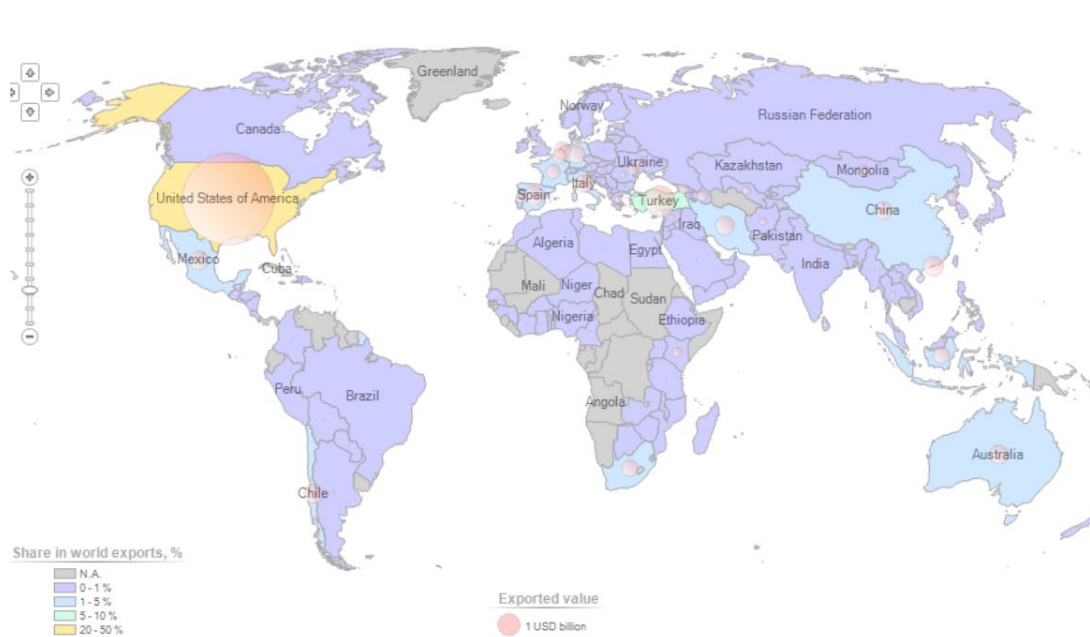 Greenland
Norway
Canada
Russian Federation
Ukraine
Kazakhstan
Mongolia
United States of America
Spain
Italy
Turkey
China
Iraq
Pakistan
Mexico
Cuba
Algeria
Egypt
India
Mali
Niger
Chad
Sudan
Nigeria
Ethiopia
Peru
Brazil
Angola
Australia
Chile
Share in world exports, %
N.A.
0 - 1 %
1 - 5 %
5 - 10 %
20 - 50 %
Exported value
1 USD billion